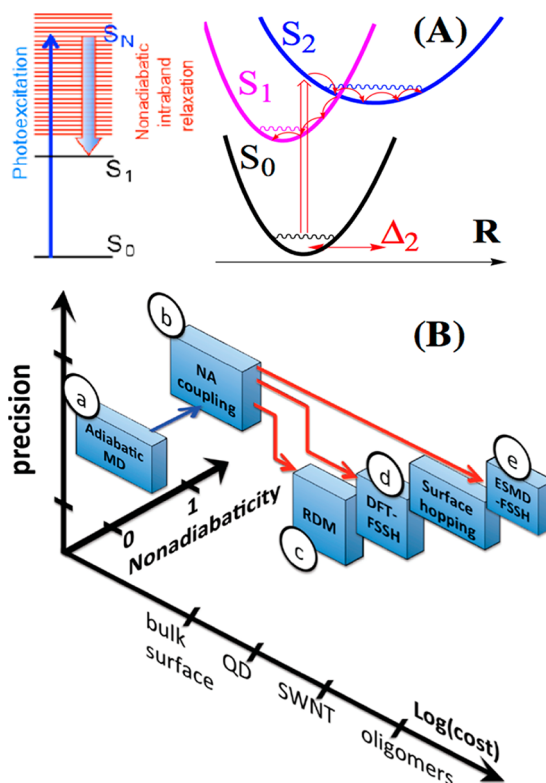 S_N
Photoexcitation
Nonadiabatic
intraband
relaxation
S_1
S_0
(A)
S_2
S_1
S_0
Δ_2
R
(B)
precision
b
NA
coupling
a
Adiabatic
MD
1
0
Nonadiabaticity
e
ESMD
-FSSH
d
Surface
hopping
DFT-
FSSH
RDM
c
bulk
surface
QD
SWNT
oligomers
Log(cost)